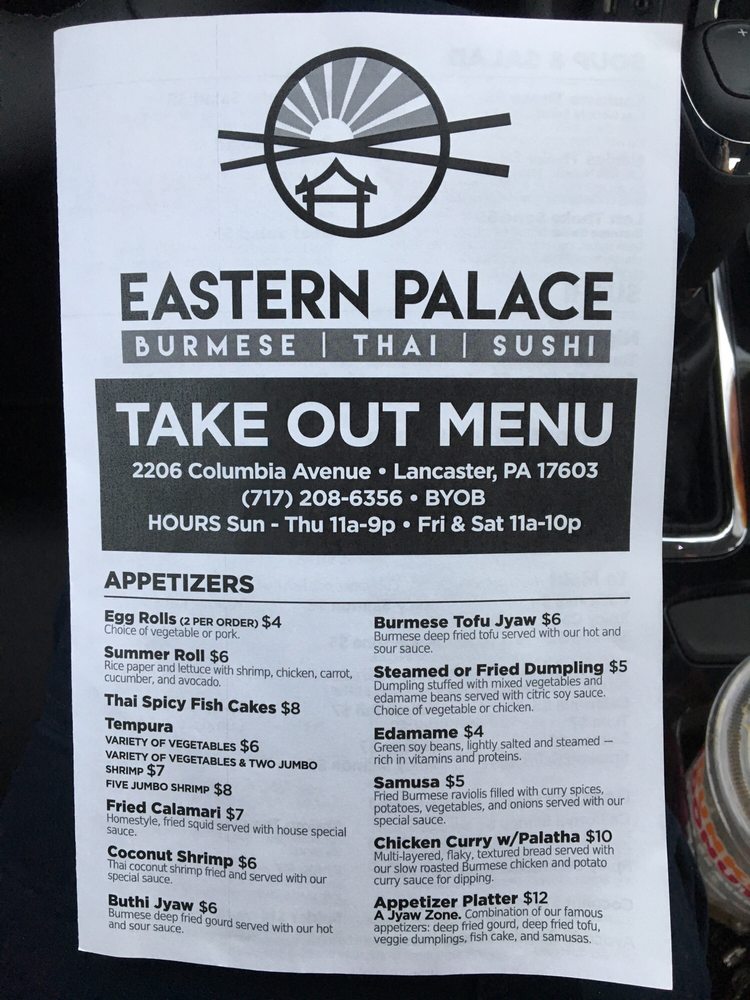 EASTERN PALACE
BURMESE | THAI | SUSHI
TAKE OUT MENU
2206 Columbia Avenue • Lancaster, PA 17603
(717) 208-6356 • BYOB
HOURS Sun - Thu 11a-9p • Fri & Sat 11a-10p
APPETIZERS
Egg Rolls (2 PER ORDER) $4
Choice of vegetable or pork.
Summer Roll $6
Rice paper and lettuce with shrimp, chicken, carrot,
cucumber, and avocado.
Thai Spicy Fish Cakes $8
Tempura
VARIETY OF VEGETABLES $6
VARIETY OF VEGETABLES & TWO JUMBO
SHRIMP $7
FIVE JUMBO SHRIMP $8
Fried Calamari $7
Homestyle, fried squid served with house special
sauce.
Coconut Shrimp $6
Thai coconut shrimp fried and served with our
special sauce.
Buthi Jyaw $6
Burmese deep fried gourd served with our hot
and sour sauce.
Burmese Tofu Jyaw $6
Burmese deep fried tofu served with our hot and
sour sauce.
Steamed or Fried Dumpling $5
Dumpling stuffed with mixed vegetables and
edamame beans served with citric soy sauce.
Choice of vegetable or chicken.
Edamame $4
Green soy beans, lightly salted and steamed —
rich in vitamins and proteins.
Samusa $5
Fried Burmese raviolis filled with curry spices,
potatoes, vegetables, and onions served with our
special sauce.
Chicken Curry w/Palatha $10
Multi-layered, flaky, textured bread served with
our slow roasted Burmese chicken and potato
curry sauce for dipping.
Appetizer Platter $12
A Jyaw Zone. Combination of our famous
appetizers: deep fried gourd, deep fried tofu,
veggie dumplings, fish cake, and samusas.